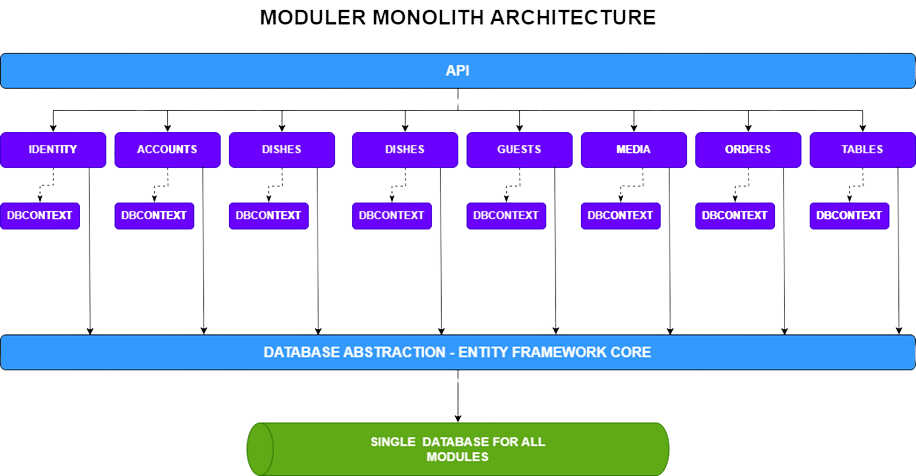 MODULER MONOLITH ARCHITECTURE
API
IDENTITY
ACCOUNTS
DISHES
DISHES
GUESTS
MEDIA
ORDERS
TABLES
DBCONTEXT
DBCONTEXT
DBCONTEXT
DBCONTEXT
DBCONTEXT
DBCONTEXT
DBCONTEXT
DBCONTEXT
DATABASE ABSTRACTION - ENTITY FRAMEWORK CORE
SINGLE DATABASE FOR ALL
MODULES